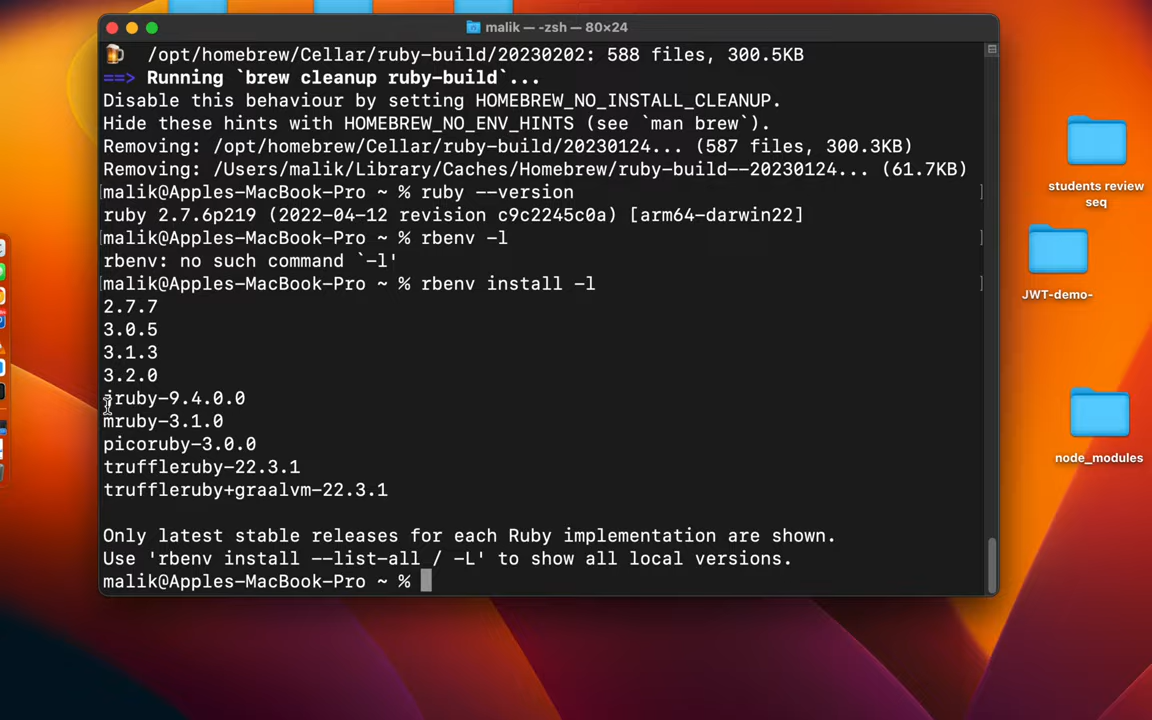 malik — -zsh — 80×24
/opt/homebrew/Cellar/ruby-build/20230202: 588 files, 300.5KB
==> Running `brew cleanup ruby-build`...
Disable this behaviour by setting HOMEBREW_NO_INSTALL_CLEANUP.
Hide these hints with HOMEBREW_NO_ENV_HINTS (see `man brew`).
Removing: /opt/homebrew/Cellar/ruby-build/20230124... (587 files, 300.3KB)
Removing: /Users/malik/Library/Caches/Homebrew/ruby-build--20230124... (61.7KB)
malik@Apples-MacBook-Pro ~ % ruby --version
ruby 2.7.6p219 (2022-04-12 revision c9c2245c0a) [arm64-darwin22]
malik@Apples-MacBook-Pro ~ % rbenv -l
rbenv: no such command `-l'
malik@Apples-MacBook-Pro ~ % rbenv install -l
2.7.7
3.0.5
3.1.3
3.2.0
jruby-9.4.0.0
mruby-3.1.0
picoruby-3.0.0
truffleruby-22.3.1
truffleruby+graalvm-22.3.1
Only latest stable releases for each Ruby implementation are shown.
Use 'rbenv install --list-all / -L' to show all local versions.
malik@Apples-MacBook-Pro ~ %
students review
seq
JWT-demo-
node_modules